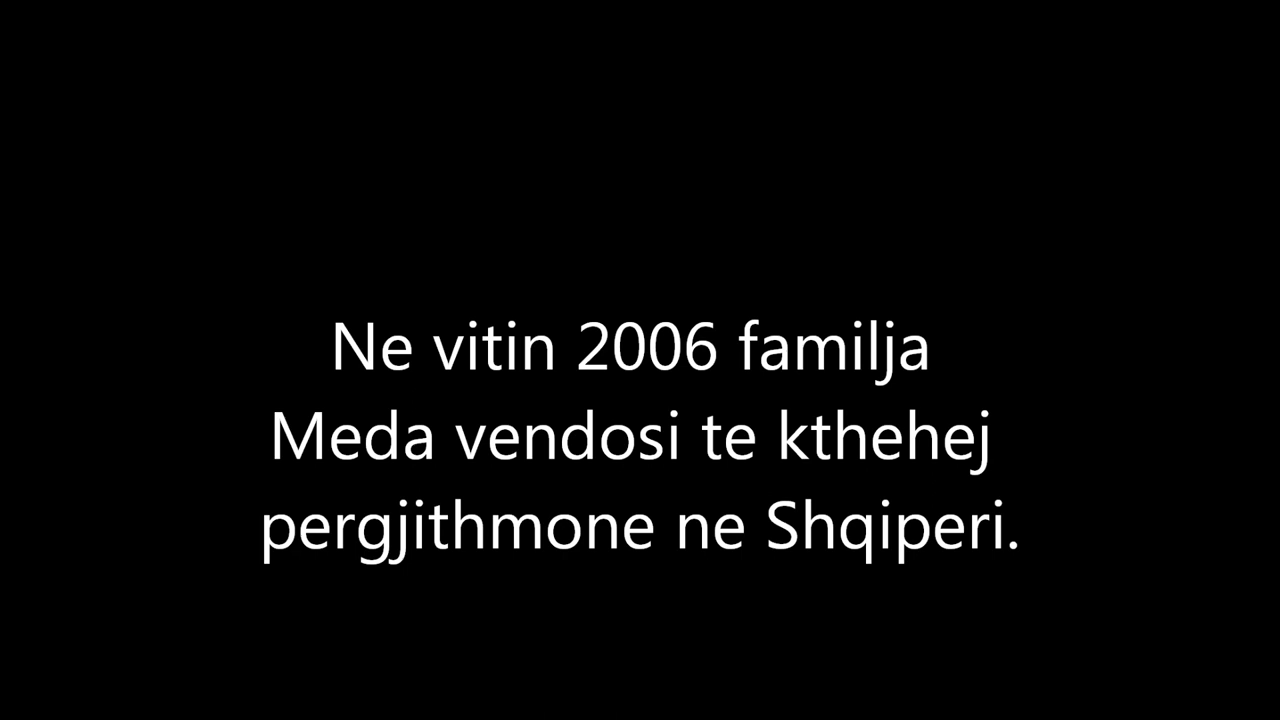 Ne vitin 2006 familja
Meda vendosi te kthehej
pergjithmone ne Shqiperi.